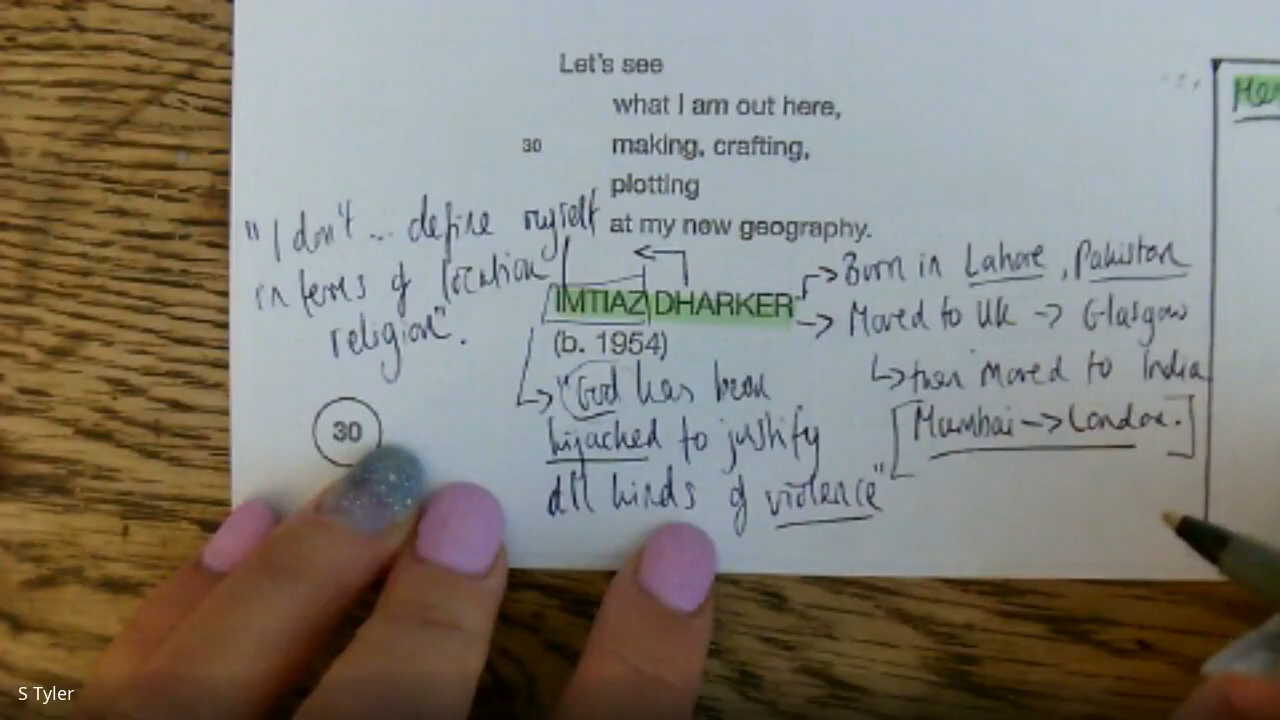 Let's see
what I am out here,
30 making, crafting,
plotting
at my new geography.
"I don't ... define myself
in terms of location
religion".
IMTIAZ DHARKER
(b. 1954)
Born in Lahore, Pakistan
Moved to UK -> Glasgow
then moved to India
[Mumbai -> London.]
"God has been
hijacked to justify
all kinds of violence"
30
S Tyler